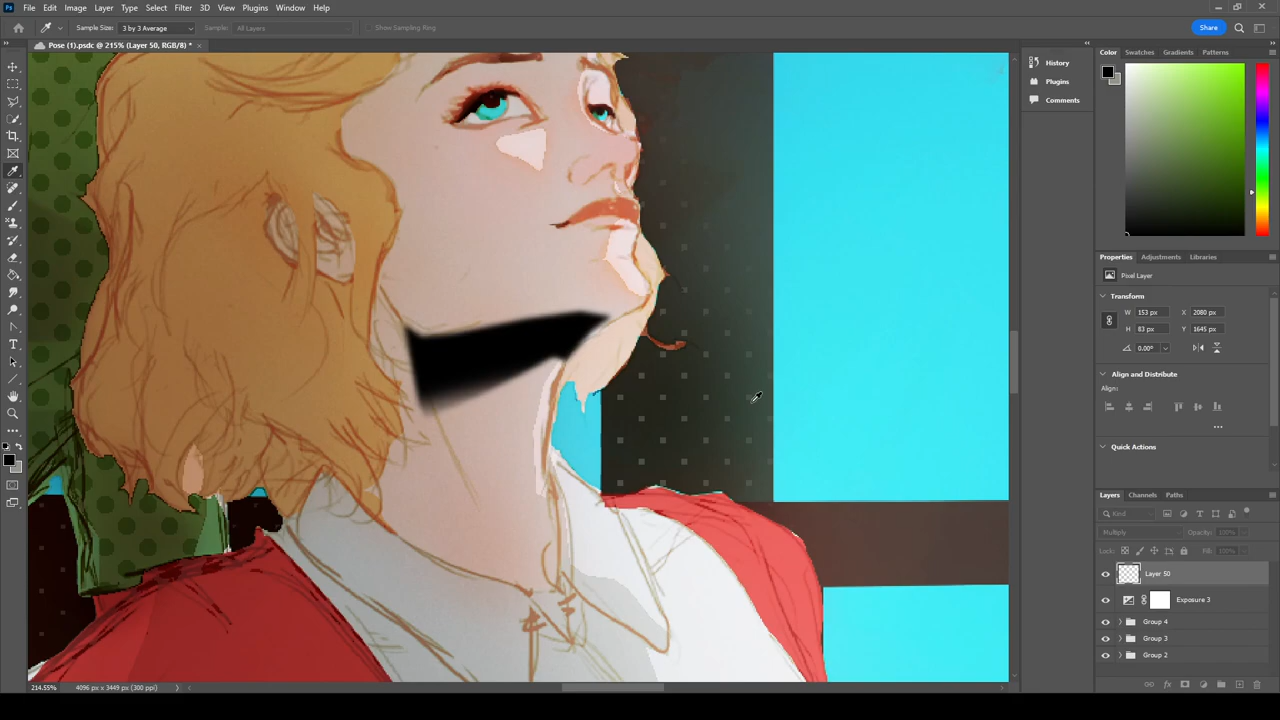 Ps File Edit Image Layer Type Select Filter 3D View Plugins Window Help
Sample Size: 3 by 3 Average Sample: All Layers Show Sampling Ring Share
Pose (1).psdc @ 215% (Layer 50, RGB/8) * ×
History
Plugins
Comments
Color Swatches Gradients Patterns
Properties Adjustments Libraries
Pixel Layer
Transform
W 153 px X 2080 px
H 83 px Y 1645 px
0.00°
Align and Distribute
Align:
Quick Actions
Layers Channels Paths
Kind
Multiply Opacity: 100%
Lock: Fill: 100%
Layer 50
Exposure 3
Group 4
Group 3
Group 2
fx
214.55% 4096 px x 3449 px (300 ppi)